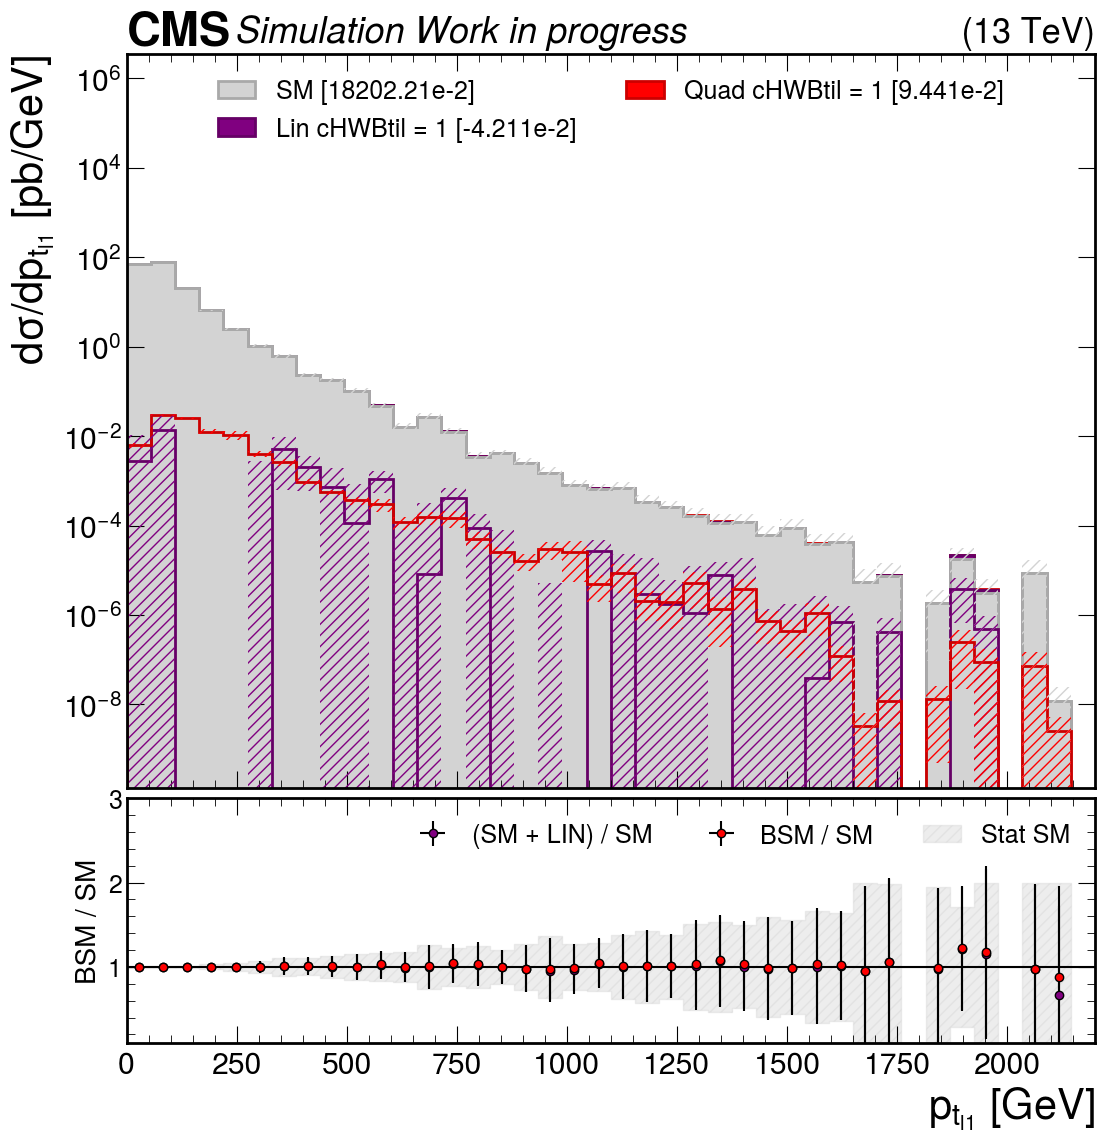 CMS Simulation Work in progress (13 TeV)
dσ/dp_{t_{l1}} [pb/GeV]
SM [18202.21e-2]
Quad cHWBtil = 1 [9.441e-2]
Lin cHWBtil = 1 [-4.211e-2]
10^6
10^4
10^2
10^0
10^{−2}
10^{−4}
10^{−6}
10^{−8}
BSM / SM
(SM + LIN) / SM
BSM / SM
Stat SM
3
2
1
0 250 500 750 1000 1250 1500 1750 2000
p_{t_{l1}} [GeV]